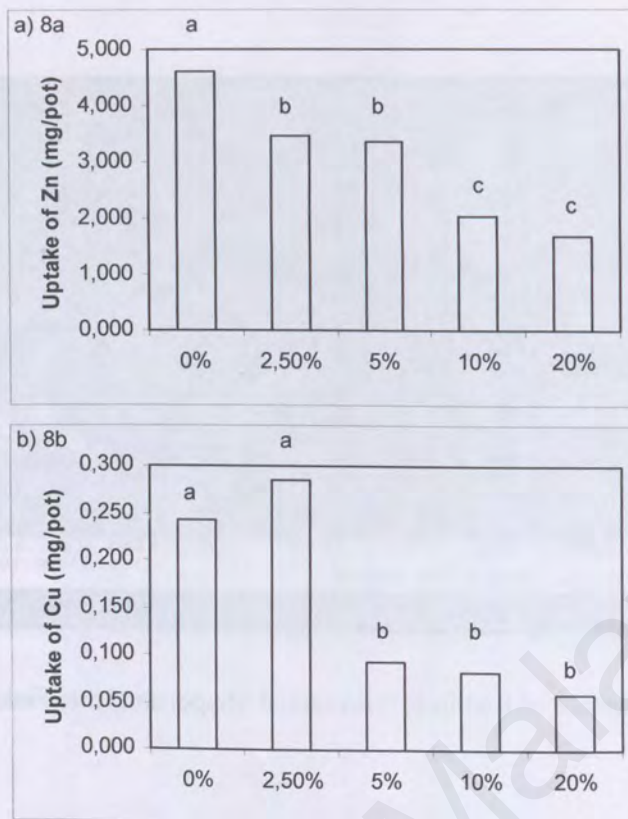 a) 8a
a
5,000
4,000
3,000
2,000
1,000
0,000
Uptake of Zn (mg/pot)
b
b
c
c
0%
2,50%
5%
10%
20%
b) 8b
a
0,300
0,250
0,200
0,150
0,100
0,050
0,000
Uptake of Cu (mg/pot)
a
b
b
b
0%
2,50%
5%
10%
20%
Mala